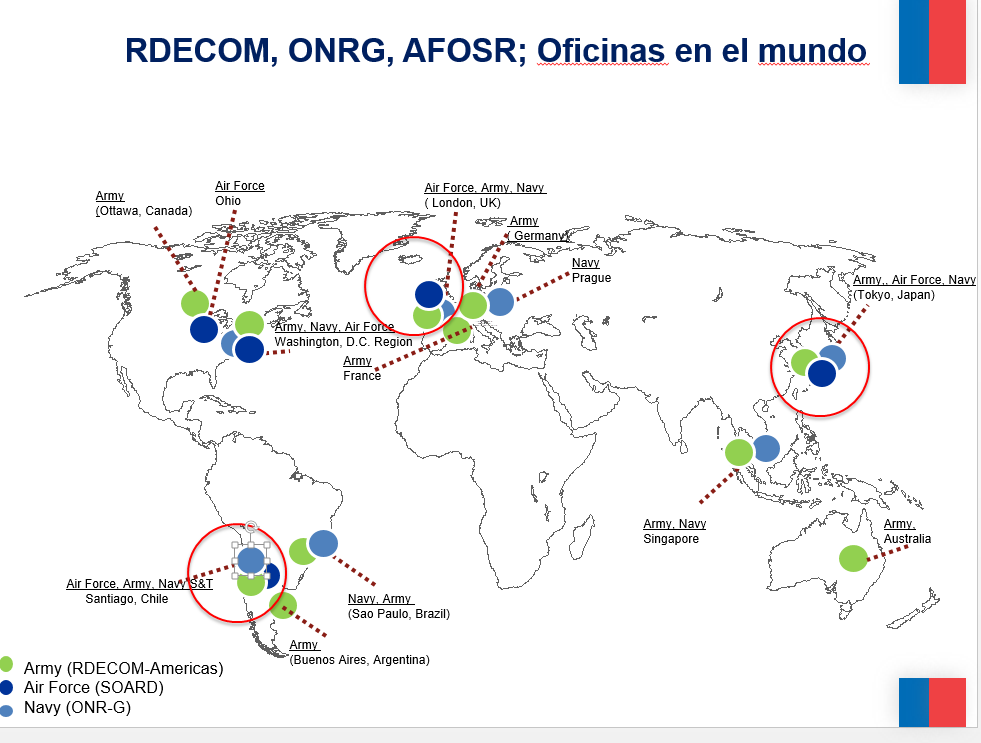 RDECOM, ONRG, AFOSR; Oficinas en el mundo
Army
(Ottawa, Canada)
Air Force
Ohio
Air Force, Army, Navy
( London, UK)
Army
( Germany)
Navy
Prague
Army,, Air Force, Navy
(Tokyo, Japan)
Army, Navy, Air Force
Washington, D.C. Region
Army
France
Army, Navy
Singapore
Army,
Australia
Air Force, Army, Navy S&T
Santiago, Chile
Navy, Army
(Sao Paulo, Brazil)
Army
(Buenos Aires, Argentina)
Army (RDECOM-Americas)
Air Force (SOARD)
Navy (ONR-G)